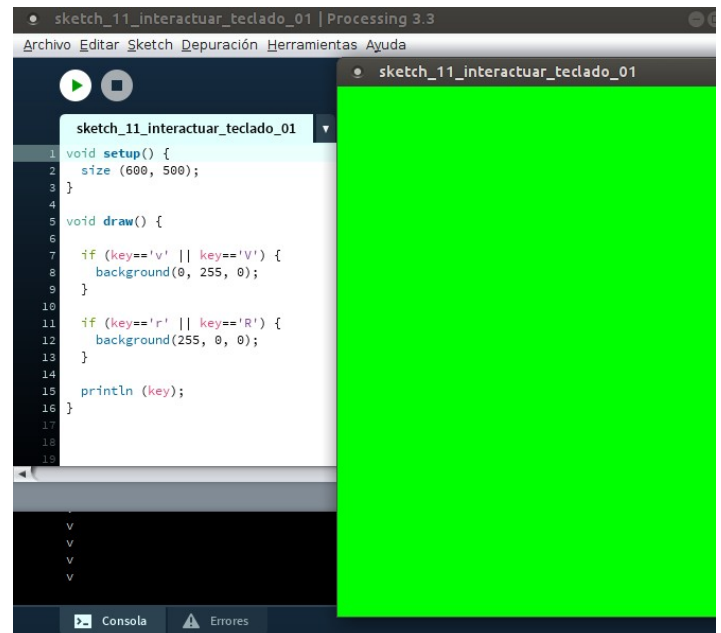 sketch_11_interactuar_teclado_01 | Processing 3.3
Archivo Editar Sketch Depuración Herramientas Ayuda
sketch_11_interactuar_teclado_01
sketch_11_interactuar_teclado_01
1 void setup() {
2   size (600, 500);
3 }
4
5 void draw() {
6
7   if (key=='v' || key=='V') {
8     background(0, 255, 0);
9   }
10
11   if (key=='r' || key=='R') {
12     background(255, 0, 0);
13   }
14
15   println (key);
16 }
17
18
19
v
v
v
v
Consola Errores